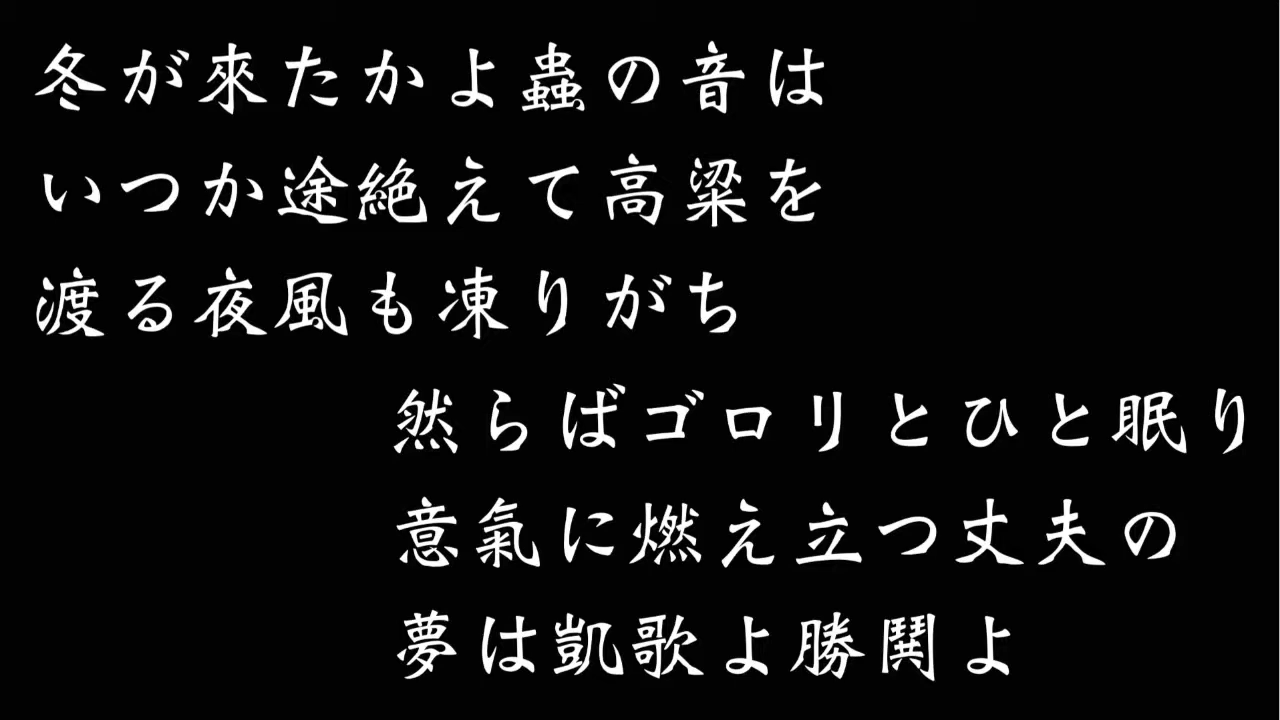 冬が來たかよ蟲の音は
いつか途絶えて高粱を
渡る夜風も凍りがち
然らばゴロリとひと眠り
意氣に燃え立つ丈夫の
夢は凱歌よ勝鬨よ